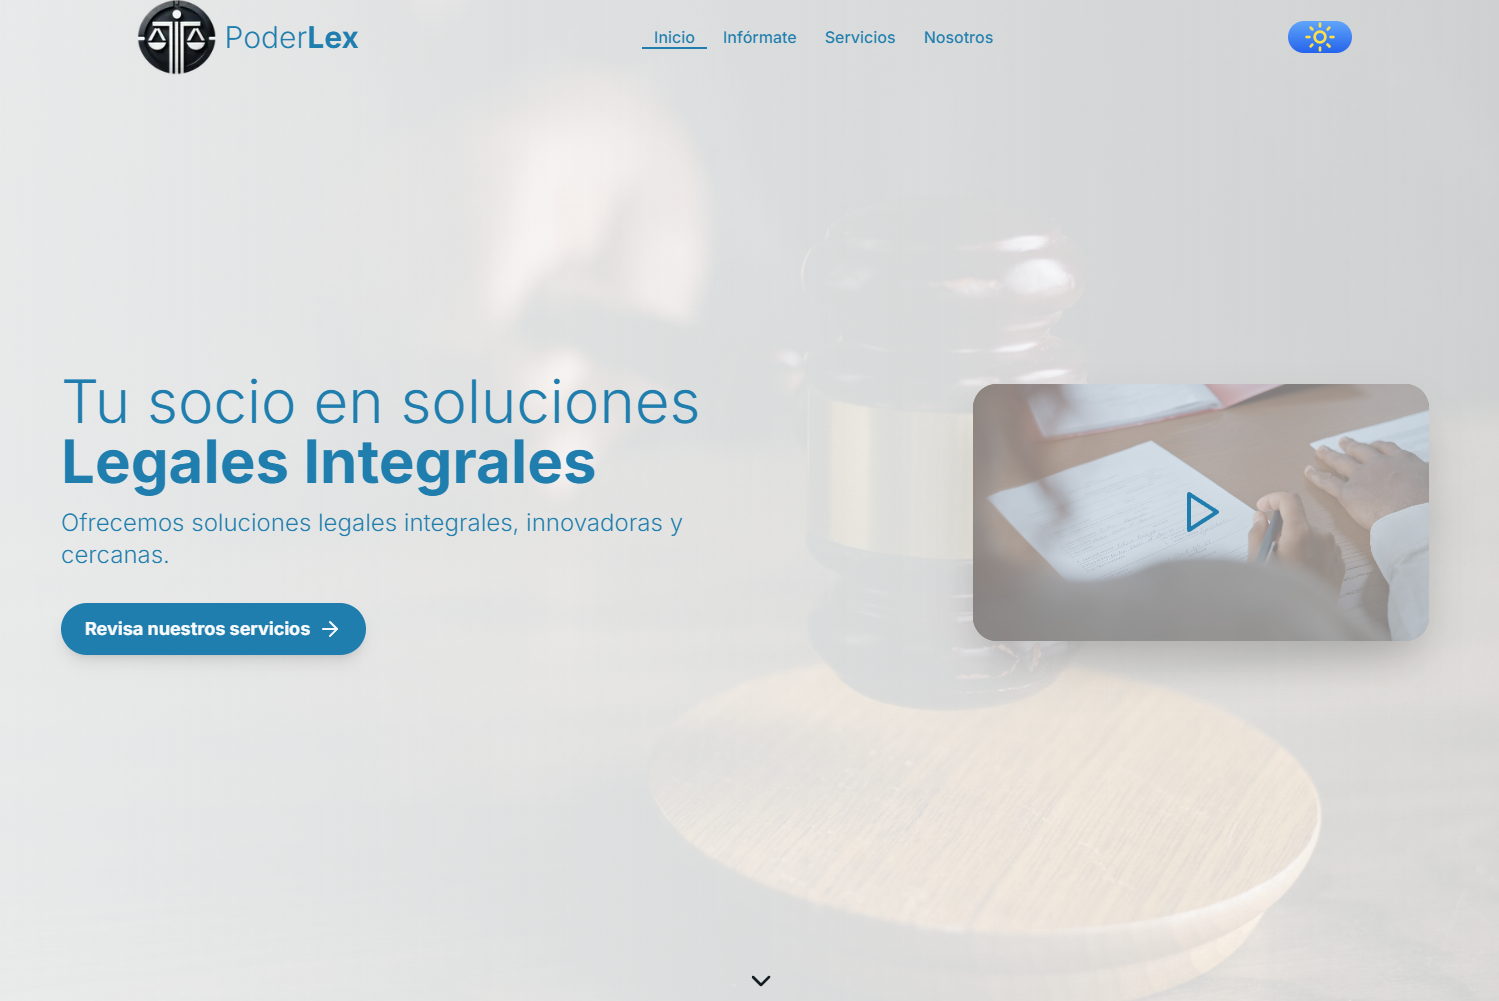 PoderLex
Inicio
Infórmate
Servicios
Nosotros
Tu socio en soluciones
Legales Integrales
Ofrecemos soluciones legales integrales, innovadoras y
cercanas.
Revisa nuestros servicios